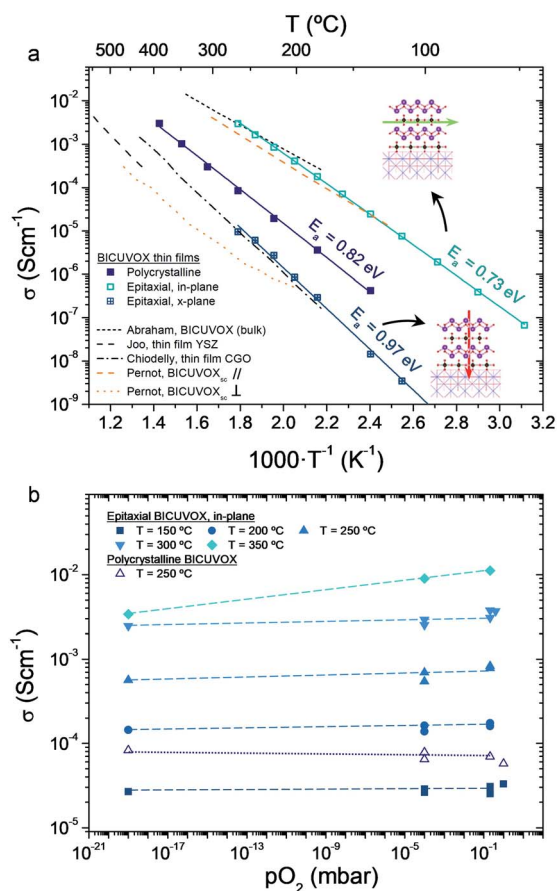 T (ºC)
500 400 300 200 100
a
10⁻²
10⁻³
10⁻⁴
10⁻⁵
10⁻⁶
10⁻⁷
10⁻⁸
10⁻⁹
σ (Scm⁻¹)
Eₐ = 0.82 eV
Eₐ = 0.73 eV
Eₐ = 0.97 eV
BICUVOX thin films
Polycrystalline
Epitaxial, in-plane
Epitaxial, x-plane
Abraham, BICUVOX (bulk)
Joo, thin film YSZ
Chiodelly, thin film CGO
Pernot, BICUVOXsc //
Pernot, BICUVOXsc ⊥
1.2 1.4 1.6 1.8 2.0 2.2 2.4 2.6 2.8 3.0 3.2
1000·T⁻¹ (K⁻¹)
b
Epitaxial BICUVOX, in-plane
T = 150 ºC T = 200 ºC T = 250 ºC
T = 300 ºC T = 350 ºC
Polycrystalline BICUVOX
T = 250 ºC
10⁻²
10⁻³
10⁻⁴
10⁻⁵
σ (Scm⁻¹)
10⁻²¹ 10⁻¹⁷ 10⁻¹³ 10⁻⁹ 10⁻⁵ 10⁻¹
pO₂ (mbar)